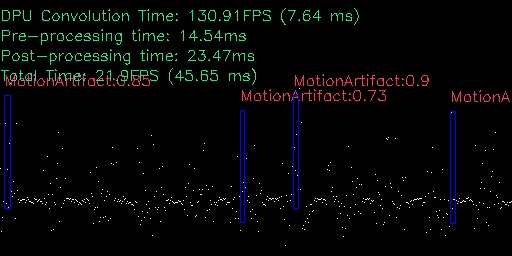 DPU Convolution Time: 130.91FPS (7.64 ms)
Pre-processing time: 14.54ms
Post-processing time: 23.47ms
Total Time: 21.9FPS (45.65 ms)
MotionArtifact:0.85
MotionArtifact:0.9
MotionArtifact:0.73
MotionA